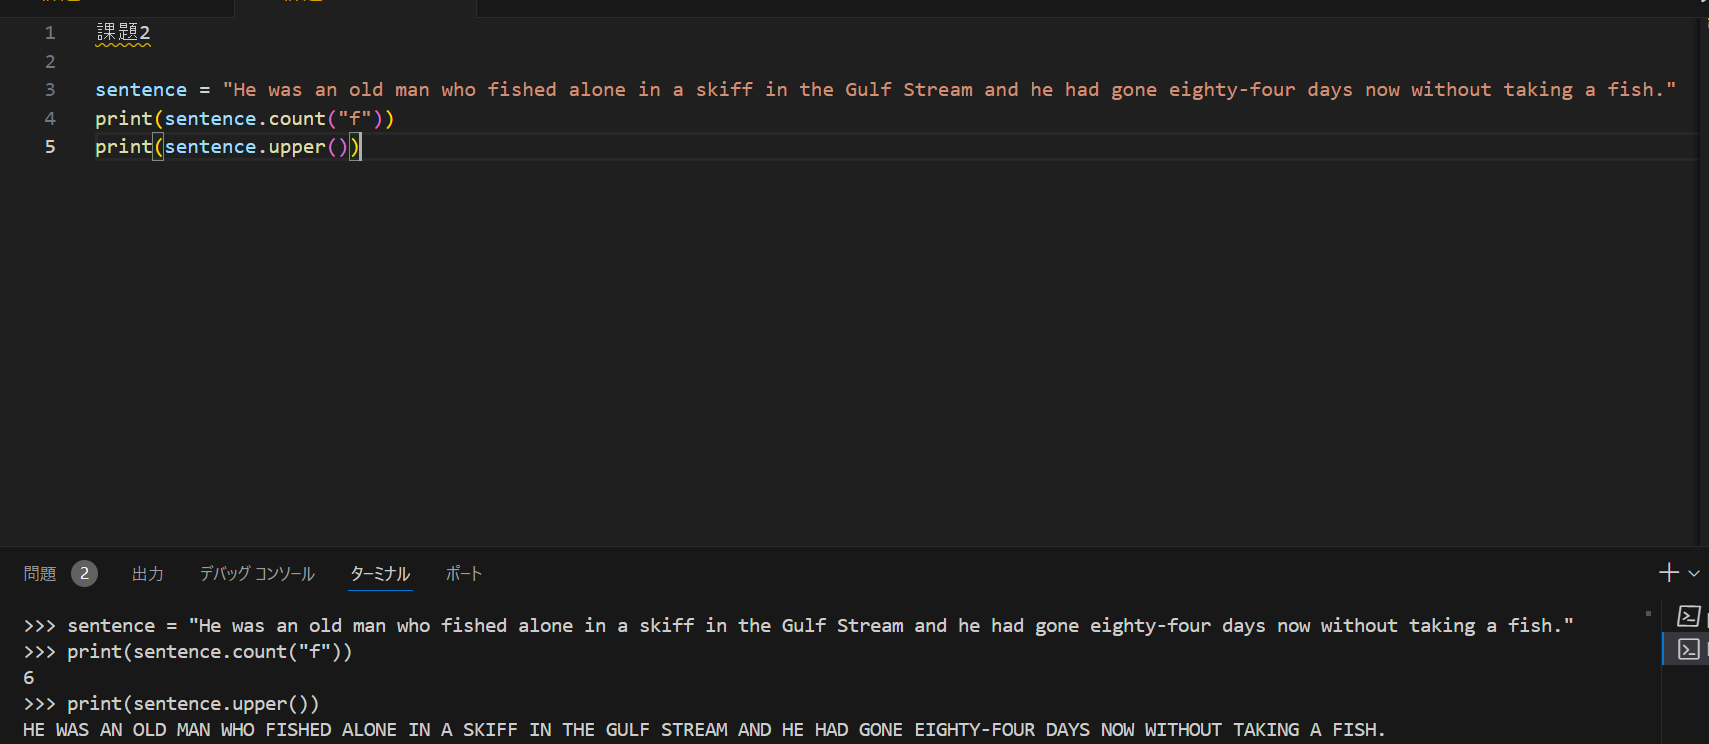 1 課題2
2
3 sentence = "He was an old man who fished alone in a skiff in the Gulf Stream and he had gone eighty-four days now without taking a fish."
4 print(sentence.count("f"))
5 print(sentence.upper())
問題 2 出力 デバッグ コンソール ターミナル ポート
>>> sentence = "He was an old man who fished alone in a skiff in the Gulf Stream and he had gone eighty-four days now without taking a fish."
>>> print(sentence.count("f"))
6
>>> print(sentence.upper())
HE WAS AN OLD MAN WHO FISHED ALONE IN A SKIFF IN THE GULF STREAM AND HE HAD GONE EIGHTY-FOUR DAYS NOW WITHOUT TAKING A FISH.